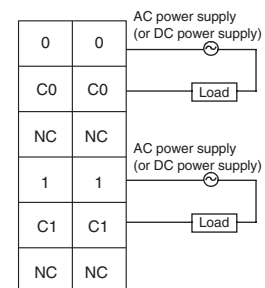 AC power supply
(or DC power supply)
0 0
C0 C0 Load
NC NC
AC power supply
(or DC power supply)
1 1
C1 C1 Load
NC NC